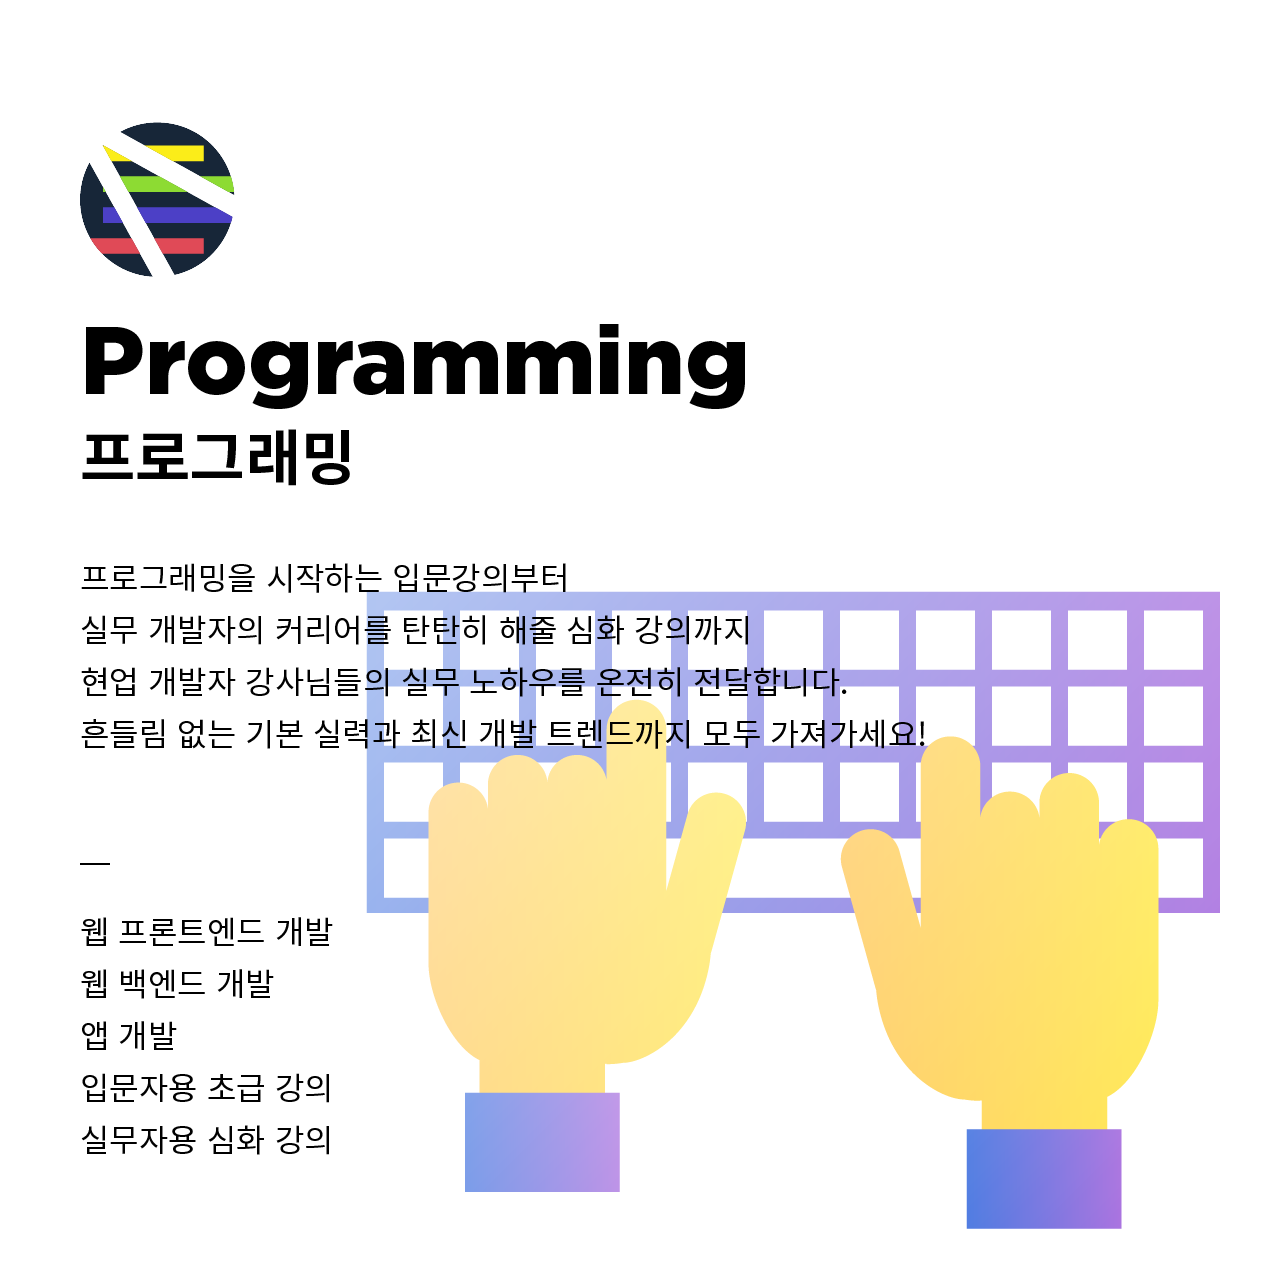 Programming
프로그래밍
프로그래밍을 시작하는 입문강의부터
실무 개발자의 커리어를 탄탄히 해줄 심화 강의까지
현업 개발자 강사님들의 실무 노하우를 온전히 전달합니다.
흔들림 없는 기본 실력과 최신 개발 트렌드까지 모두 가져가세요!
—
웹 프론트엔드 개발
웹 백엔드 개발
앱 개발
입문자용 초급 강의
실무자용 심화 강의